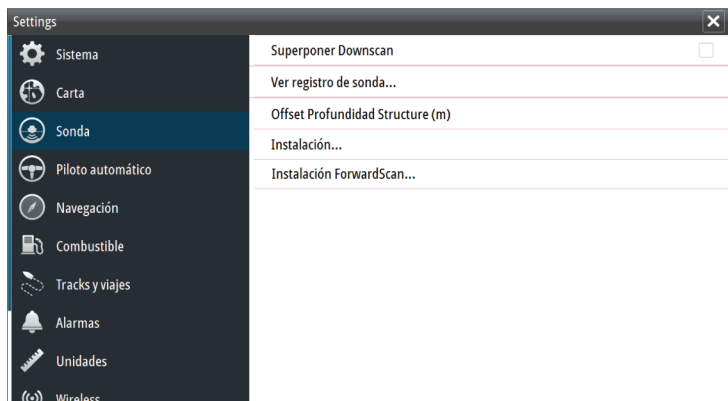 Settings
Sistema
Carta
Sonda
Piloto automático
Navegación
Combustible
Tracks y viajes
Alarmas
Unidades
Wireless
Superponer Downscan
Ver registro de sonda...
Offset Profundidad Structure (m)
Instalación...
Instalación ForwardScan...